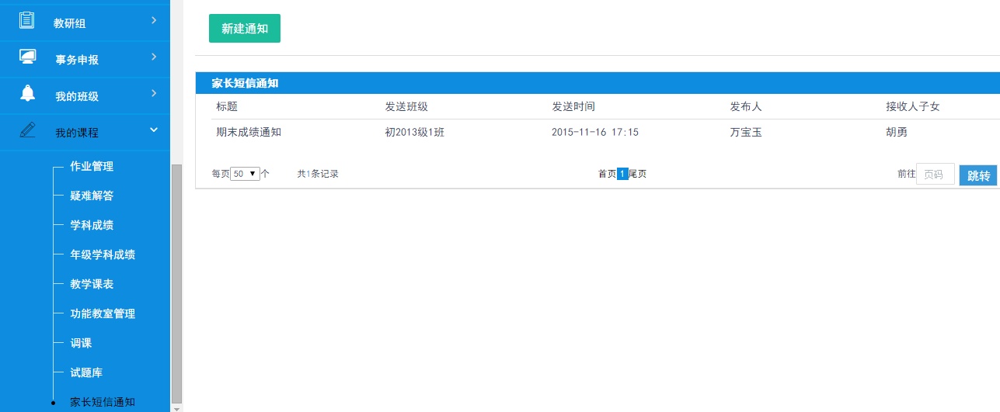 教研组
事务申报
我的班级
我的课程
作业管理
疑难解答
学科成绩
年级学科成绩
教学课表
功能教室管理
调课
试题库
家长短信通知
新建通知
家长短信通知
标题 发送班级 发送时间 发布人 接收人子女
期末成绩通知 初2013级1班 2015-11-16 17:15 万宝玉 胡勇
每页 50 个 共1条记录 首页 1 尾页 前往 页码 跳转